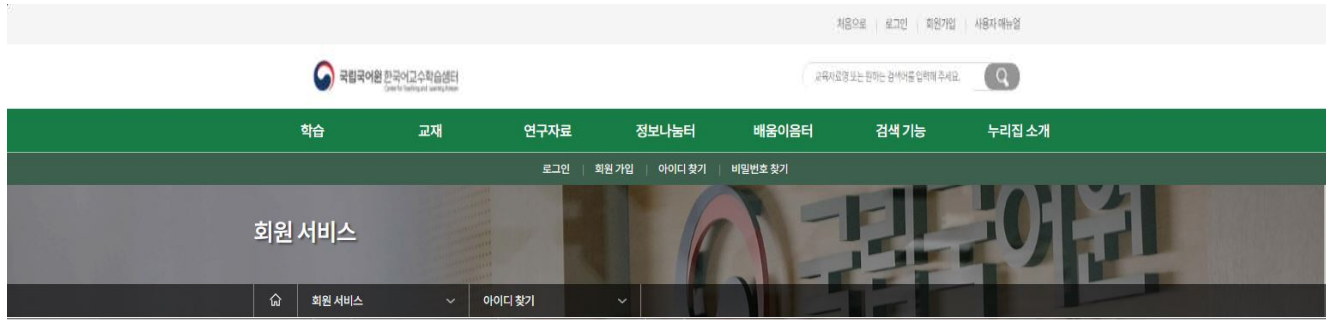 처음으로 로그인 회원가입 사용자 매뉴얼
국립국어원 한국어교수학습샘터
Center for Teaching and Learning Korean
교육자료명 또는 원하는 검색어를 입력해 주세요.
학습 교재 연구자료 정보나눔터 배움이음터 검색 기능 누리집 소개
로그인 회원 가입 아이디 찾기 비밀번호 찾기
회원 서비스
국립국어원
회원 서비스 아이디 찾기